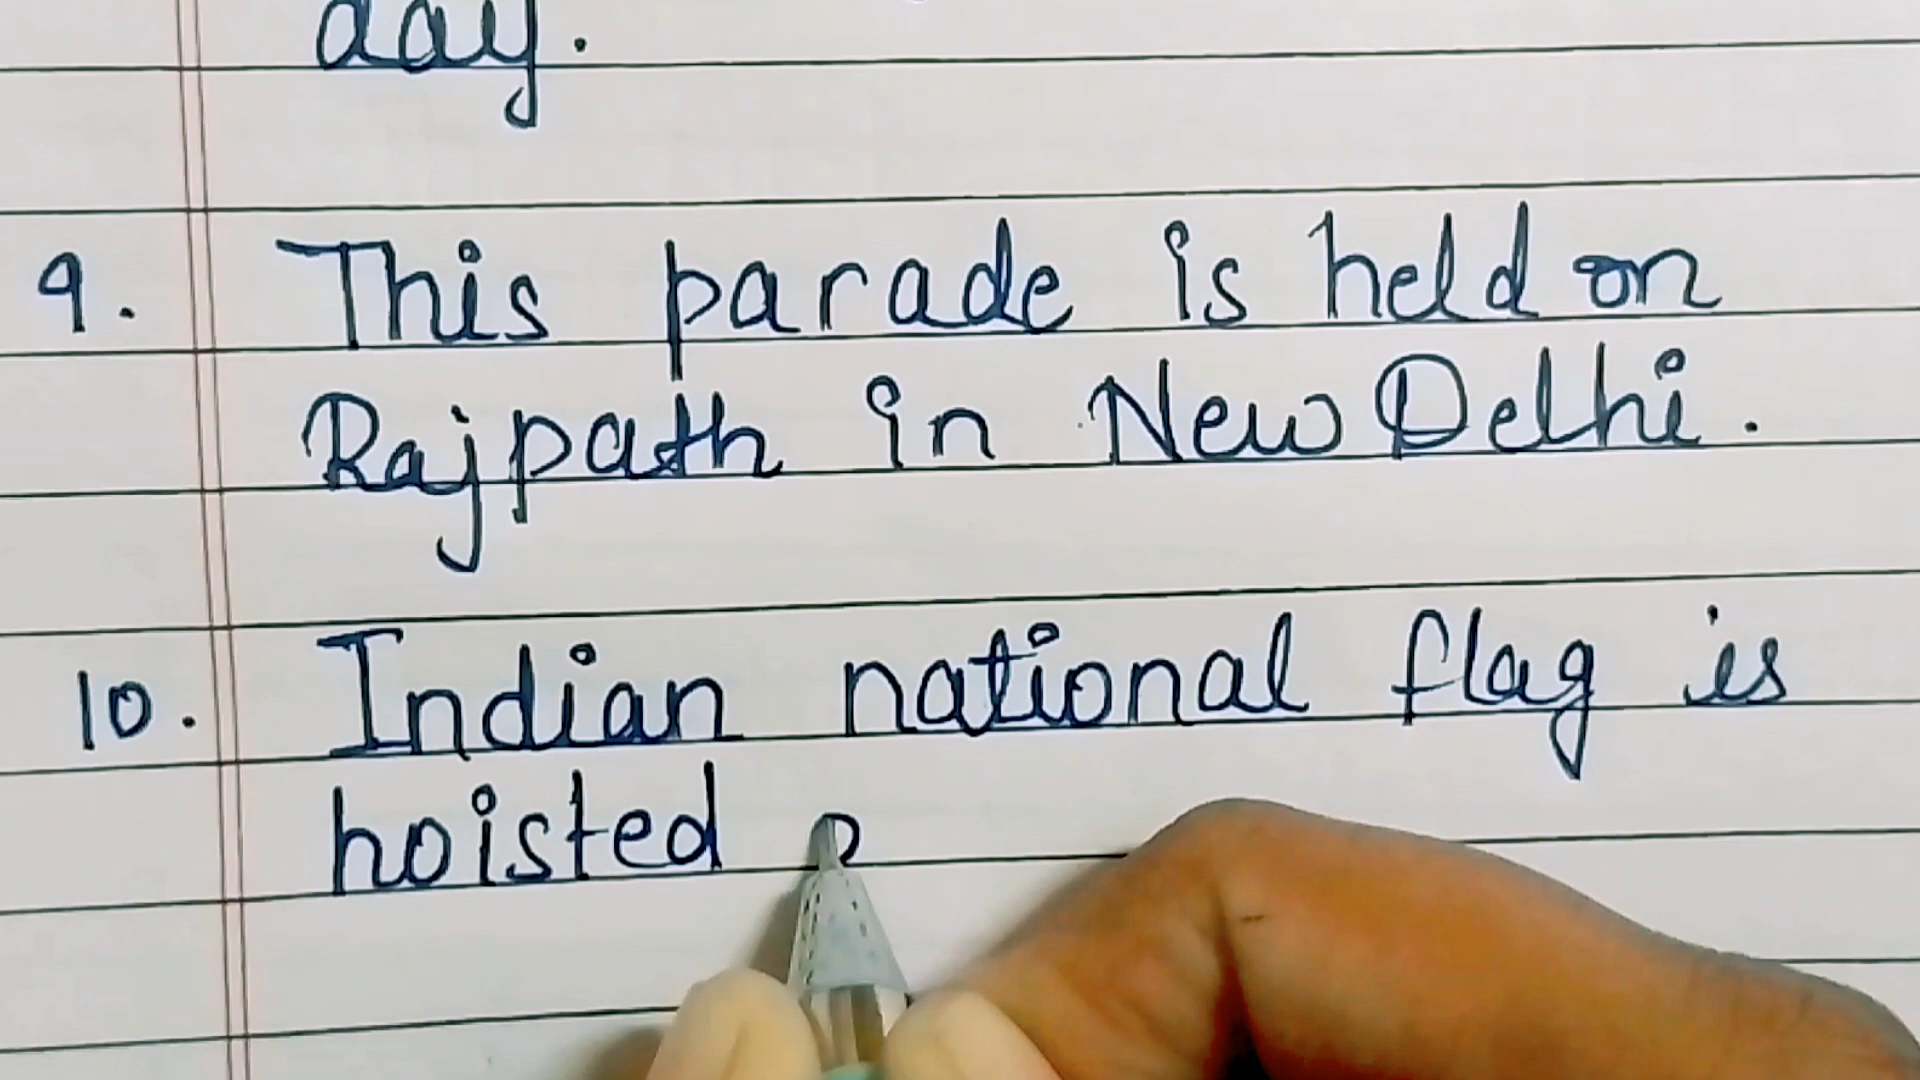 day.
9. This parade is held on
Rajpath in New Delhi.
10. Indian national flag is
hoisted o